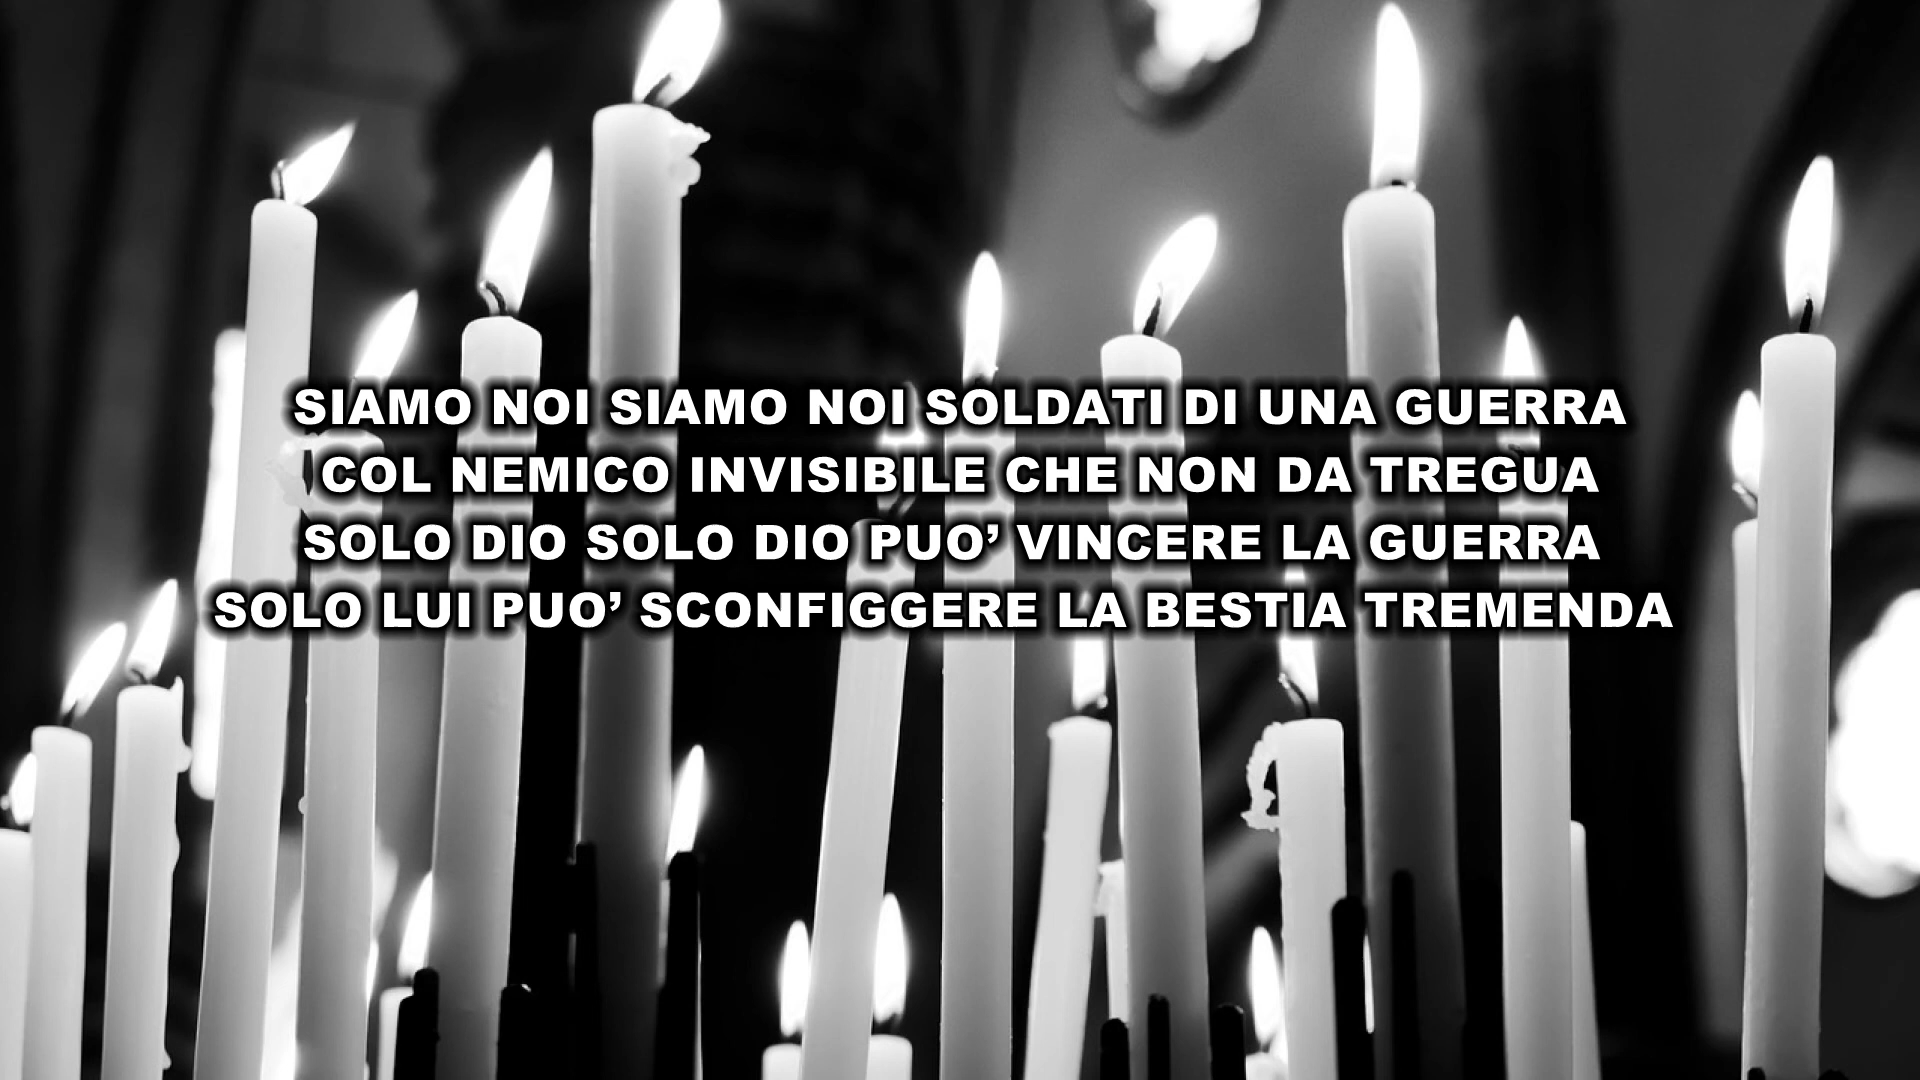 SIAMO NOI SIAMO NOI SOLDATI DI UNA GUERRA
COL NEMICO INVISIBILE CHE NON DA TREGUA
SOLO DIO SOLO DIO PUO’ VINCERE LA GUERRA
SOLO LUI PUO’ SCONFIGGERE LA BESTIA TREMENDA